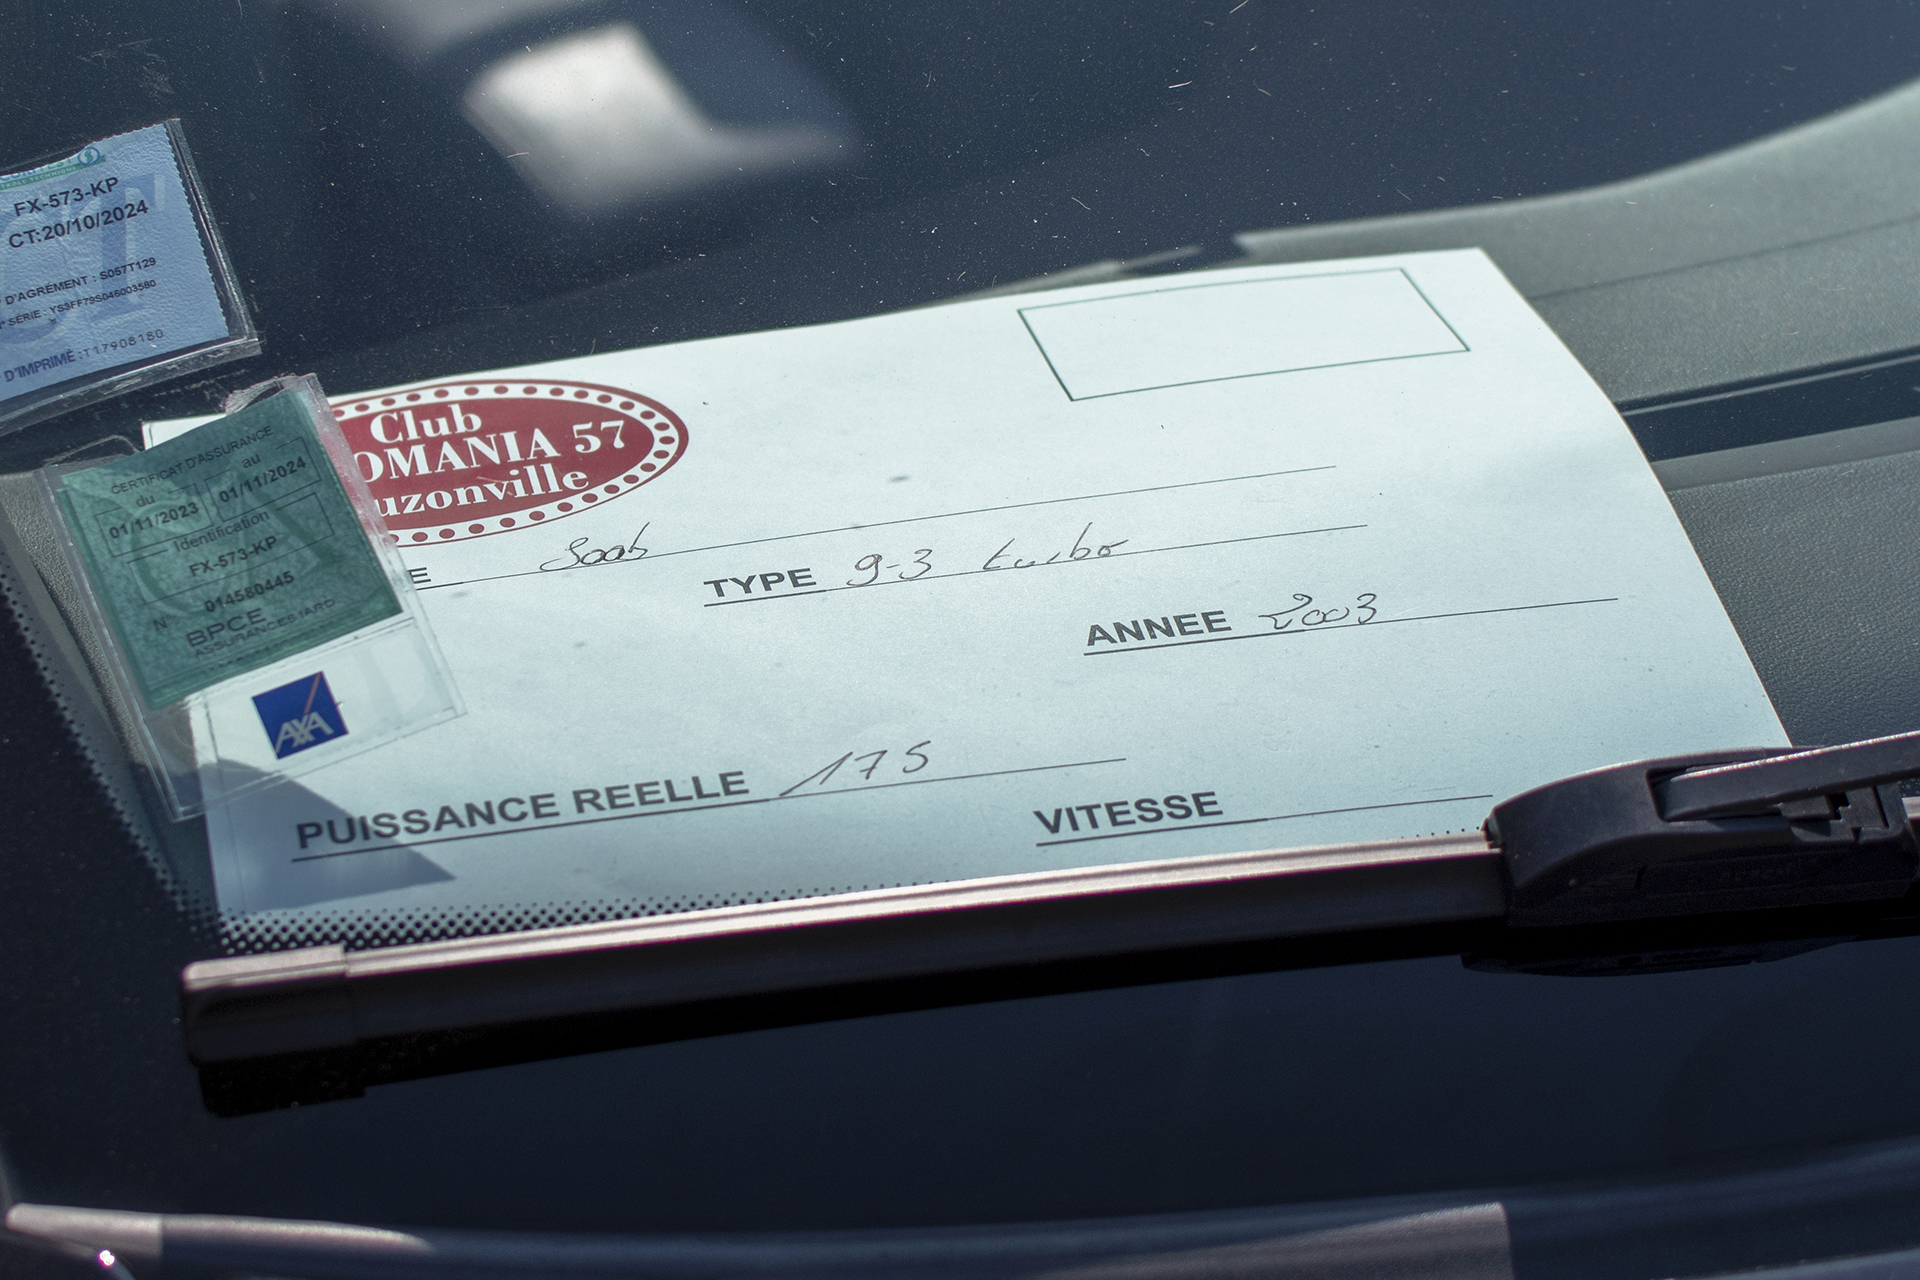 FX-573-KP
CT:20/10/2024
D'AGRÉMENT : S057T129
SERIE : YS3FF79S046003580
D'IMPRIMÉ :T17908180
CERTIFICAT D'ASSURANCE
du au
01/11/2023 01/11/2024
Identification
FX-573-KP
N° 014580445
BPCE
ASSURANCES IARD
AXA
Club
OMANIA 57
uzonville
E Saab
TYPE 9-3 turbo
ANNEE 2003
PUISSANCE REELLE 175
VITESSE